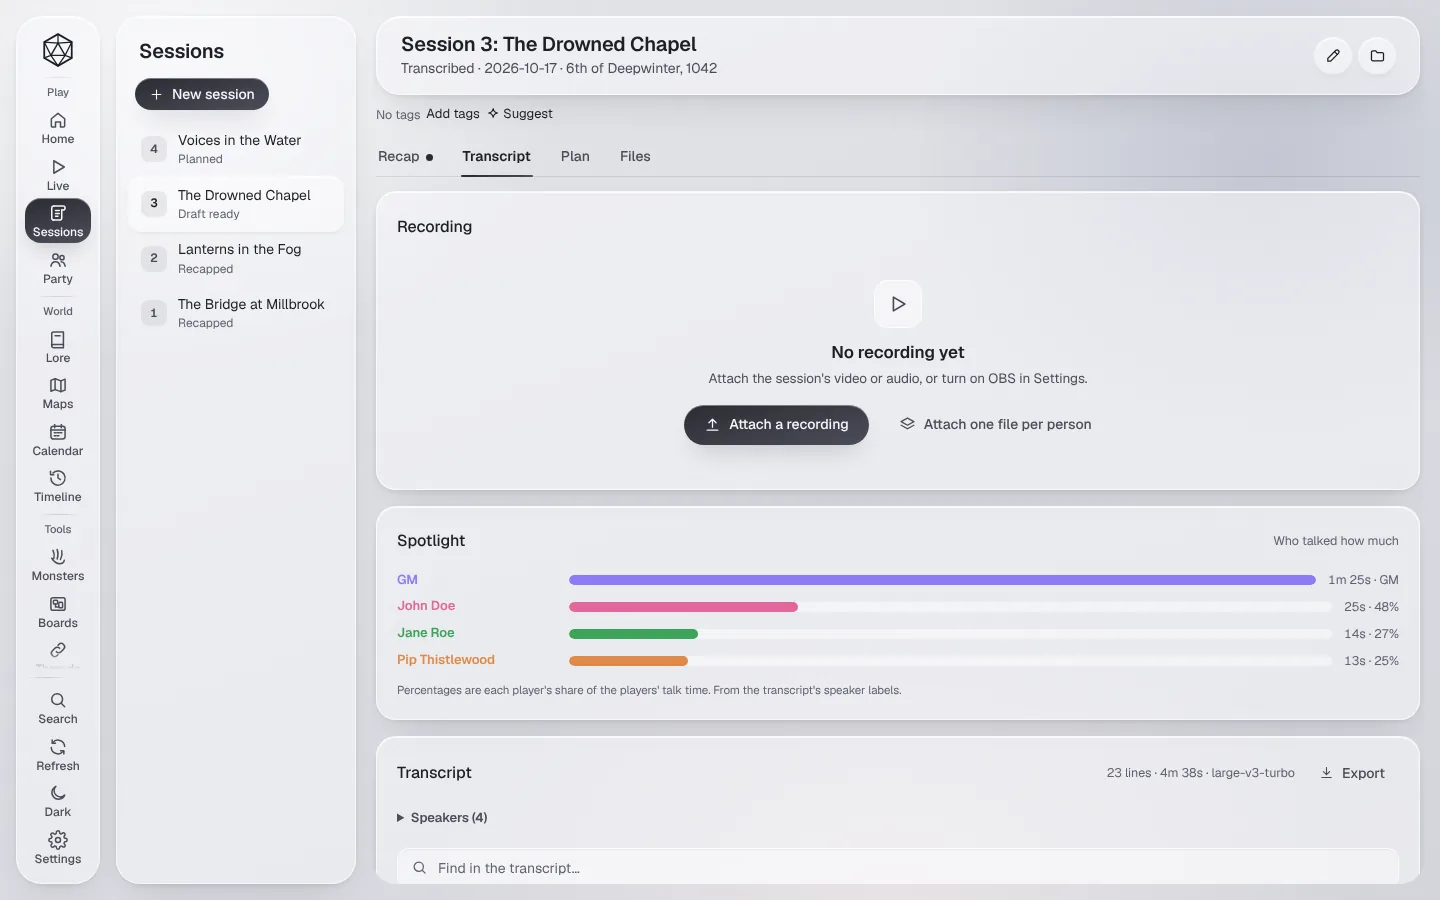 Play
Home
Live
Sessions
Party
World
Lore
Maps
Calendar
Timeline
Tools
Monsters
Boards
Search
Refresh
Dark
Settings
Sessions
+ New session
4 Voices in the Water
Planned
3 The Drowned Chapel
Draft ready
2 Lanterns in the Fog
Recapped
1 The Bridge at Millbrook
Recapped
Session 3: The Drowned Chapel
Transcribed · 2026-10-17 · 6th of Deepwinter, 1042
No tags Add tags Suggest
Recap Transcript Plan Files
Recording
No recording yet
Attach the session's video or audio, or turn on OBS in Settings.
Attach a recording Attach one file per person
Spotlight Who talked how much
GM 1m 25s · GM
John Doe 25s · 48%
Jane Roe 14s · 27%
Pip Thistlewood 13s · 25%
Percentages are each player's share of the players' talk time. From the transcript's speaker labels.
Transcript 23 lines · 4m 38s · large-v3-turbo Export
Speakers (4)
Find in the transcript...